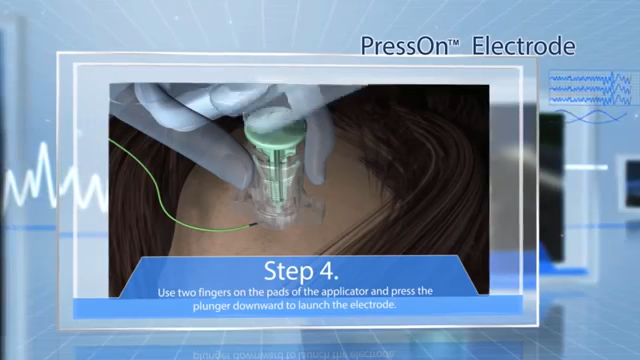 PressOn™ Electrode
Step 4.
Use two fingers on the pads of the applicator and press the
plunger downward to launch the electrode.